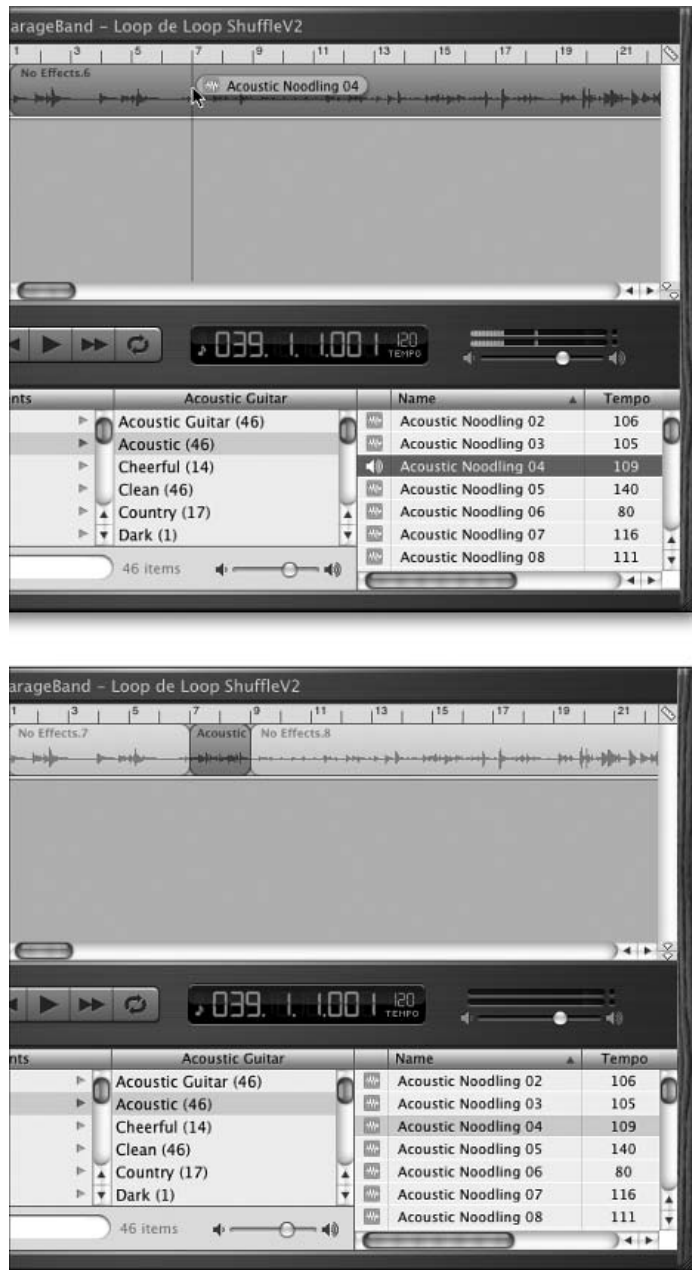 arageBand – Loop de Loop ShuffleV2
1 3 5 7 9 11 13 15 17 19 21
No Effects.6
Acoustic Noodling 04
039. 1. 1.001 120
TEMPO
nts Acoustic Guitar Name Tempo
Acoustic Guitar (46) Acoustic Noodling 02 106
Acoustic (46) Acoustic Noodling 03 105
Cheerful (14) Acoustic Noodling 04 109
Clean (46) Acoustic Noodling 05 140
Country (17) Acoustic Noodling 06 80
Dark (1) Acoustic Noodling 07 116
46 items Acoustic Noodling 08 111
arageBand – Loop de Loop ShuffleV2
1 3 5 7 9 11 13 15 17 19 21
No Effects.7 Acoustic No Effects.8
039. 1. 1.001 120
TEMPO
nts Acoustic Guitar Name Tempo
Acoustic Guitar (46) Acoustic Noodling 02 106
Acoustic (46) Acoustic Noodling 03 105
Cheerful (14) Acoustic Noodling 04 109
Clean (46) Acoustic Noodling 05 140
Country (17) Acoustic Noodling 06 80
Dark (1) Acoustic Noodling 07 116
46 items Acoustic Noodling 08 111